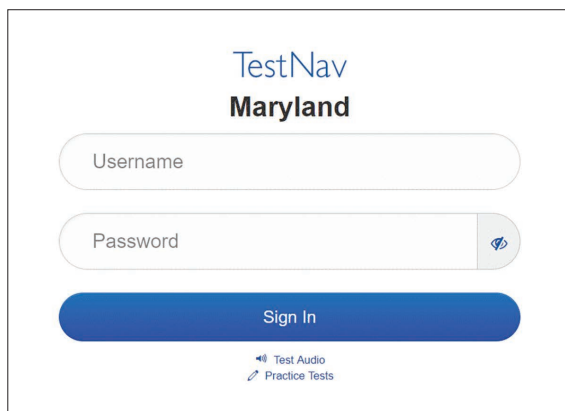 TestNav
Maryland
Username
Password
Sign In
Test Audio
Practice Tests